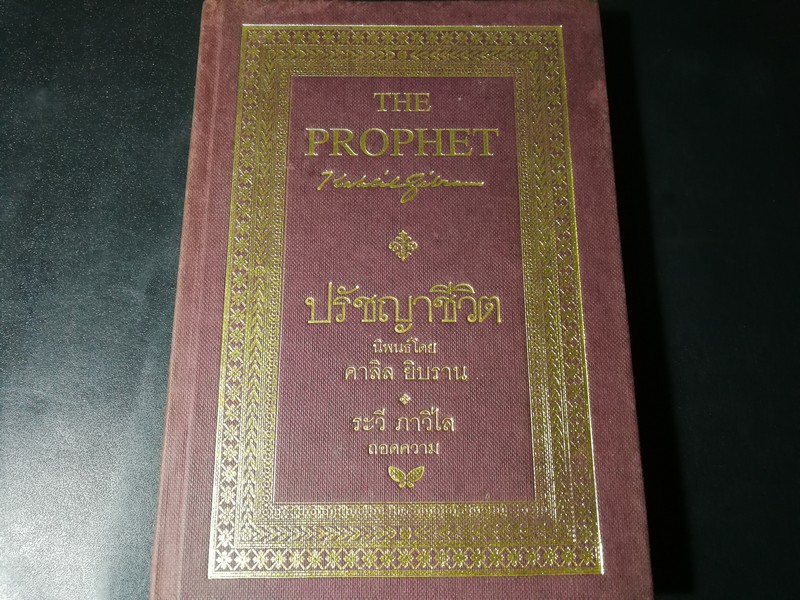 THE
PROPHET
Kahlil Gibran
ปรัชญาชีวิต
นิพนธ์โดย
คาลิล ยิบราน
ระวี ภาวิไล
ถอดความ